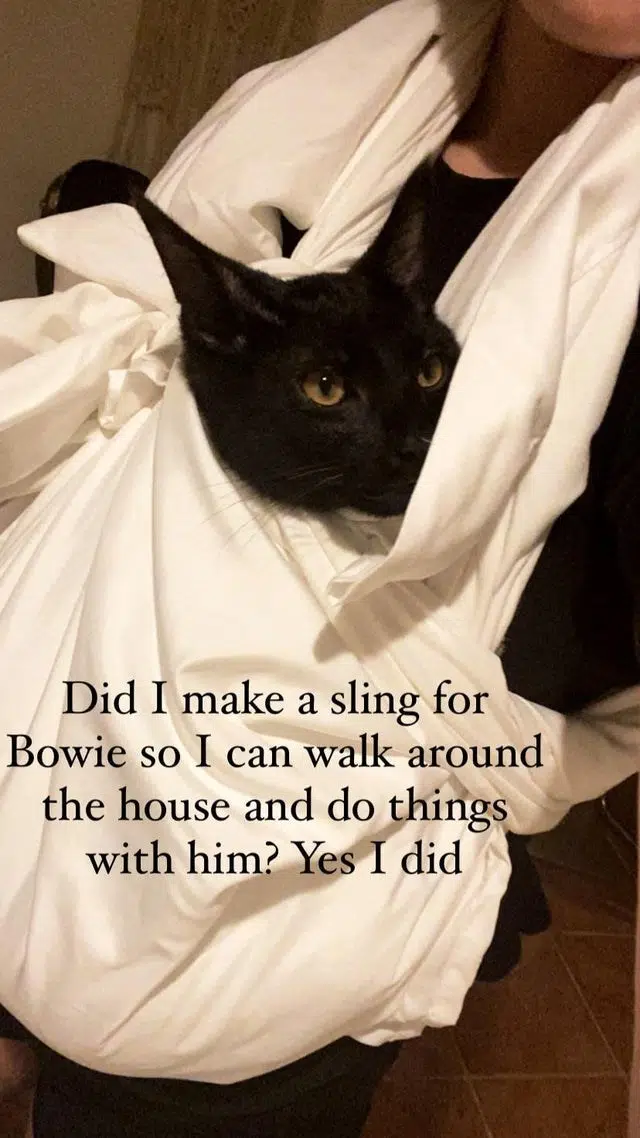 Did I make a sling for
Bowie so I can walk around
the house and do things
with him? Yes I did